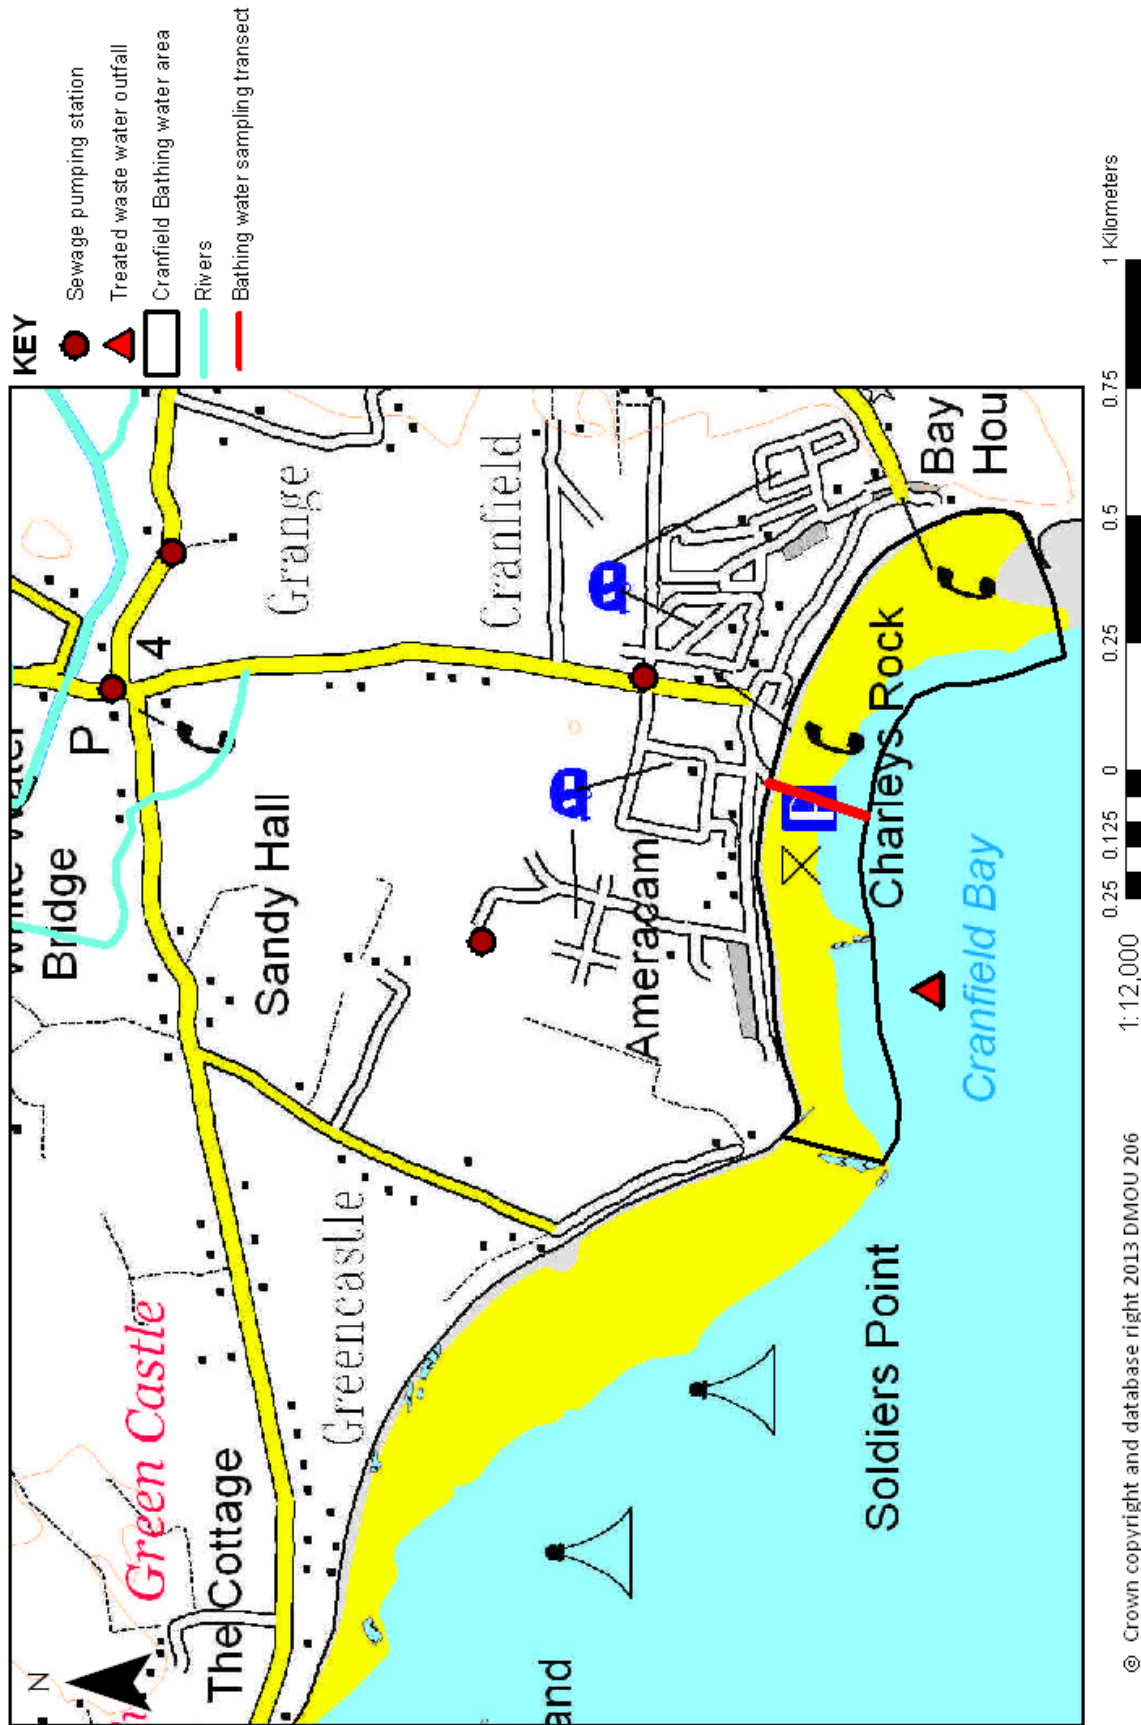 N
Green Castle
The Cottage
Greencastle
Bridge
P
4
Sandy Hall
Grange
Cranfield
Ameracam
Soldiers Point
Charleys Rock
Cranfield Bay
Bay
Hou
and
P
KEY
Sewage pumping station
Treated waste water outfall
Cranfield Bathing water area
Rivers
Bathing water sampling transect
© Crown copyright and database right 2013 DMOU 206
1:12,000
0.25 0.125 0 0.25 0.5 0.75 1 Kilometers